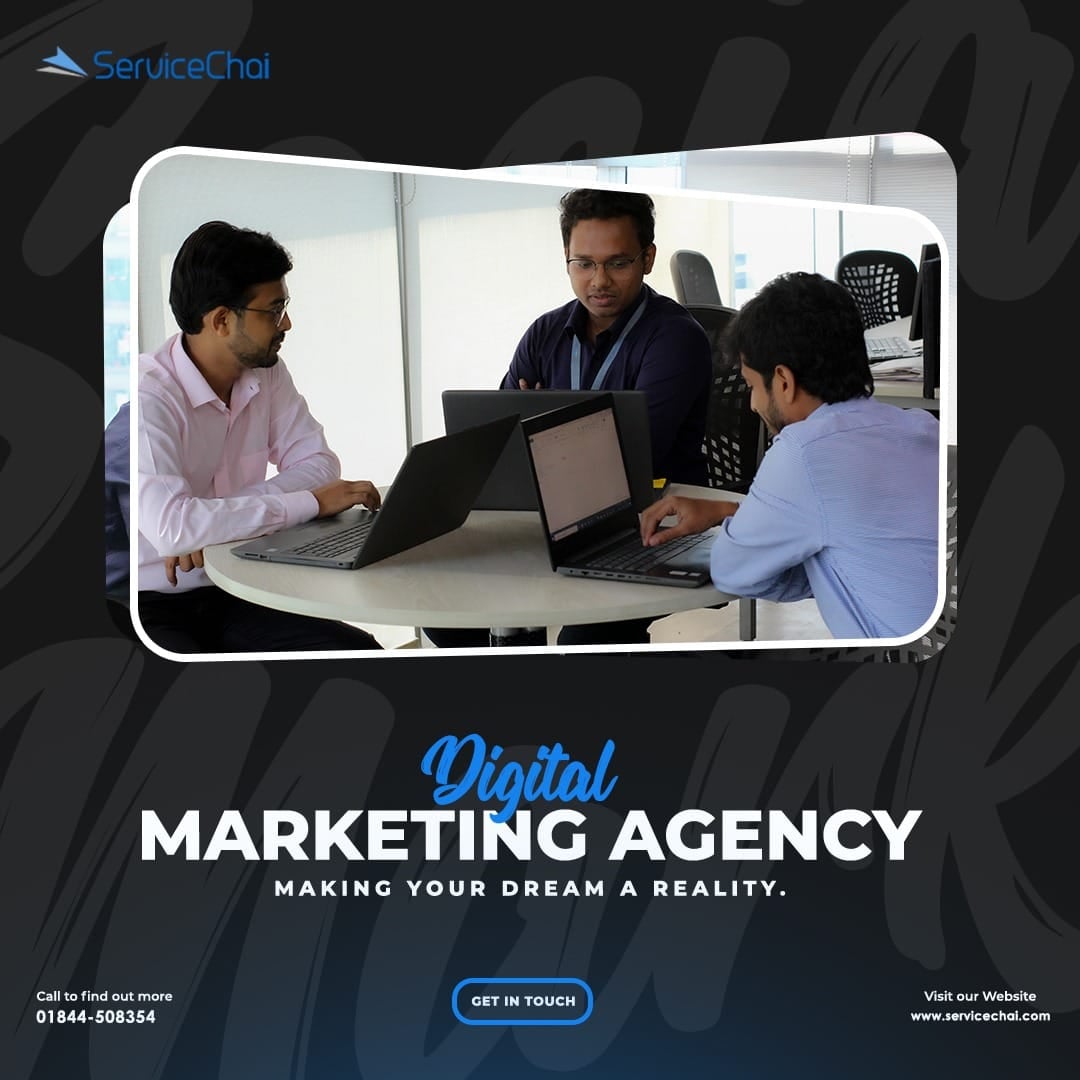 ServiceChai
Digital
MARKETING AGENCY
MAKING YOUR DREAM A REALITY.
Call to find out more
01844-508354
GET IN TOUCH
Visit our Website
www.servicechai.com